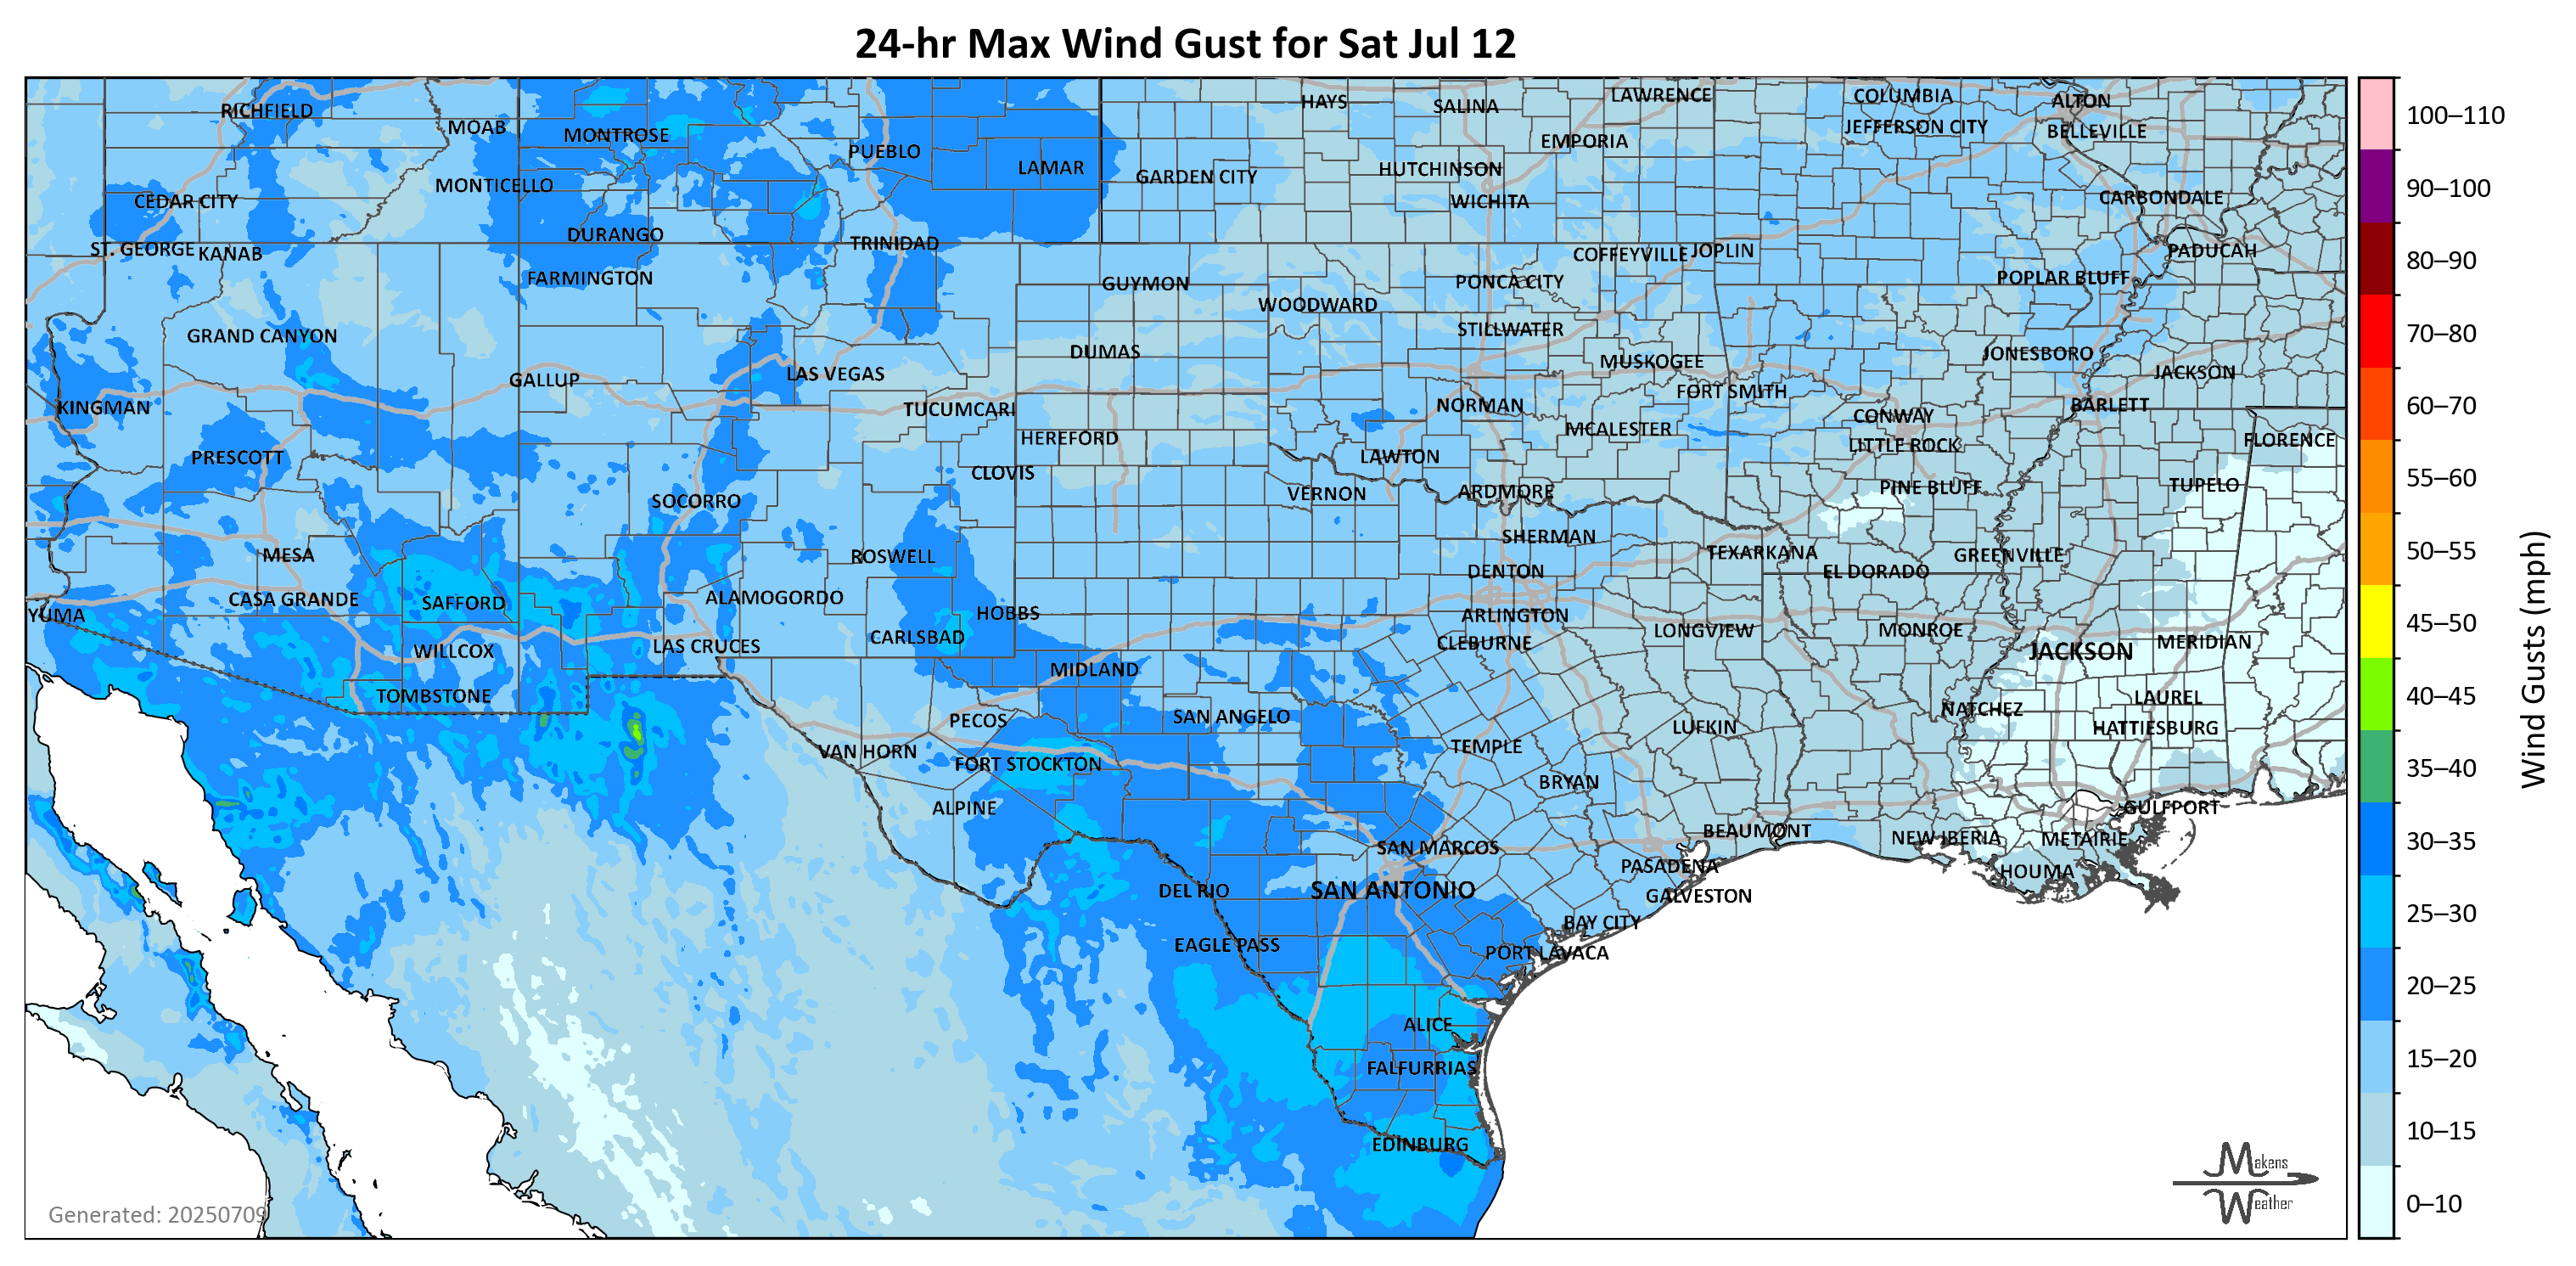 24-hr Max Wind Gust for Sat Jul 12
RICHFIELD
MOAB
MONTROSE
PUEBLO
LAMAR
HAYS
SALINA
LAWRENCE
COLUMBIA
ALTON
JEFFERSON CITY
BELLEVILLE
EMPORIA
MONTICELLO
GARDEN CITY
HUTCHINSON
WICHITA
CEDAR CITY
CARBONDALE
ST. GEORGE
KANAB
DURANGO
TRINIDAD
COFFEYVILLE
JOPLIN
PADUCAH
FARMINGTON
GUYMON
PONCA CITY
POPLAR BLUFF
WOODWARD
GRAND CANYON
STILLWATER
DUMAS
MUSKOGEE
JONESBORO
GALLUP
LAS VEGAS
FORT SMITH
JACKSON
KINGMAN
TUCUMCARI
NORMAN
CONWAY
BARLETT
HEREFORD
MCALESTER
LITTLE ROCK
FLORENCE
PRESCOTT
CLOVIS
LAWTON
SOCORRO
VERNON
ARDMORE
PINE BLUFF
TUPELO
MESA
ROSWELL
SHERMAN
TEXARKANA
GREENVILLE
DENTON
EL DORADO
CASA GRANDE
SAFFORD
ALAMOGORDO
HOBBS
ARLINGTON
YUMA
CARLSBAD
CLEBURNE
LONGVIEW
MONROE
WILLCOX
LAS CRUCES
MIDLAND
JACKSON
MERIDIAN
TOMBSTONE
PECOS
SAN ANGELO
NATCHEZ
LAUREL
LUFKIN
HATTIESBURG
VAN HORN
FORT STOCKTON
TEMPLE
BRYAN
ALPINE
GULFPORT
SAN MARCOS
BEAUMONT
NEW IBERIA
METAIRIE
PASADENA
HOUMA
DEL RIO
SAN ANTONIO
GALVESTON
EAGLE PASS
BAY CITY
PORT LAVACA
ALICE
FALFURRIAS
EDINBURG
Generated: 20250709
Makens
Weather
100–110
90–100
80–90
70–80
60–70
55–60
50–55
45–50
40–45
35–40
30–35
25–30
20–25
15–20
10–15
0–10
Wind Gusts (mph)